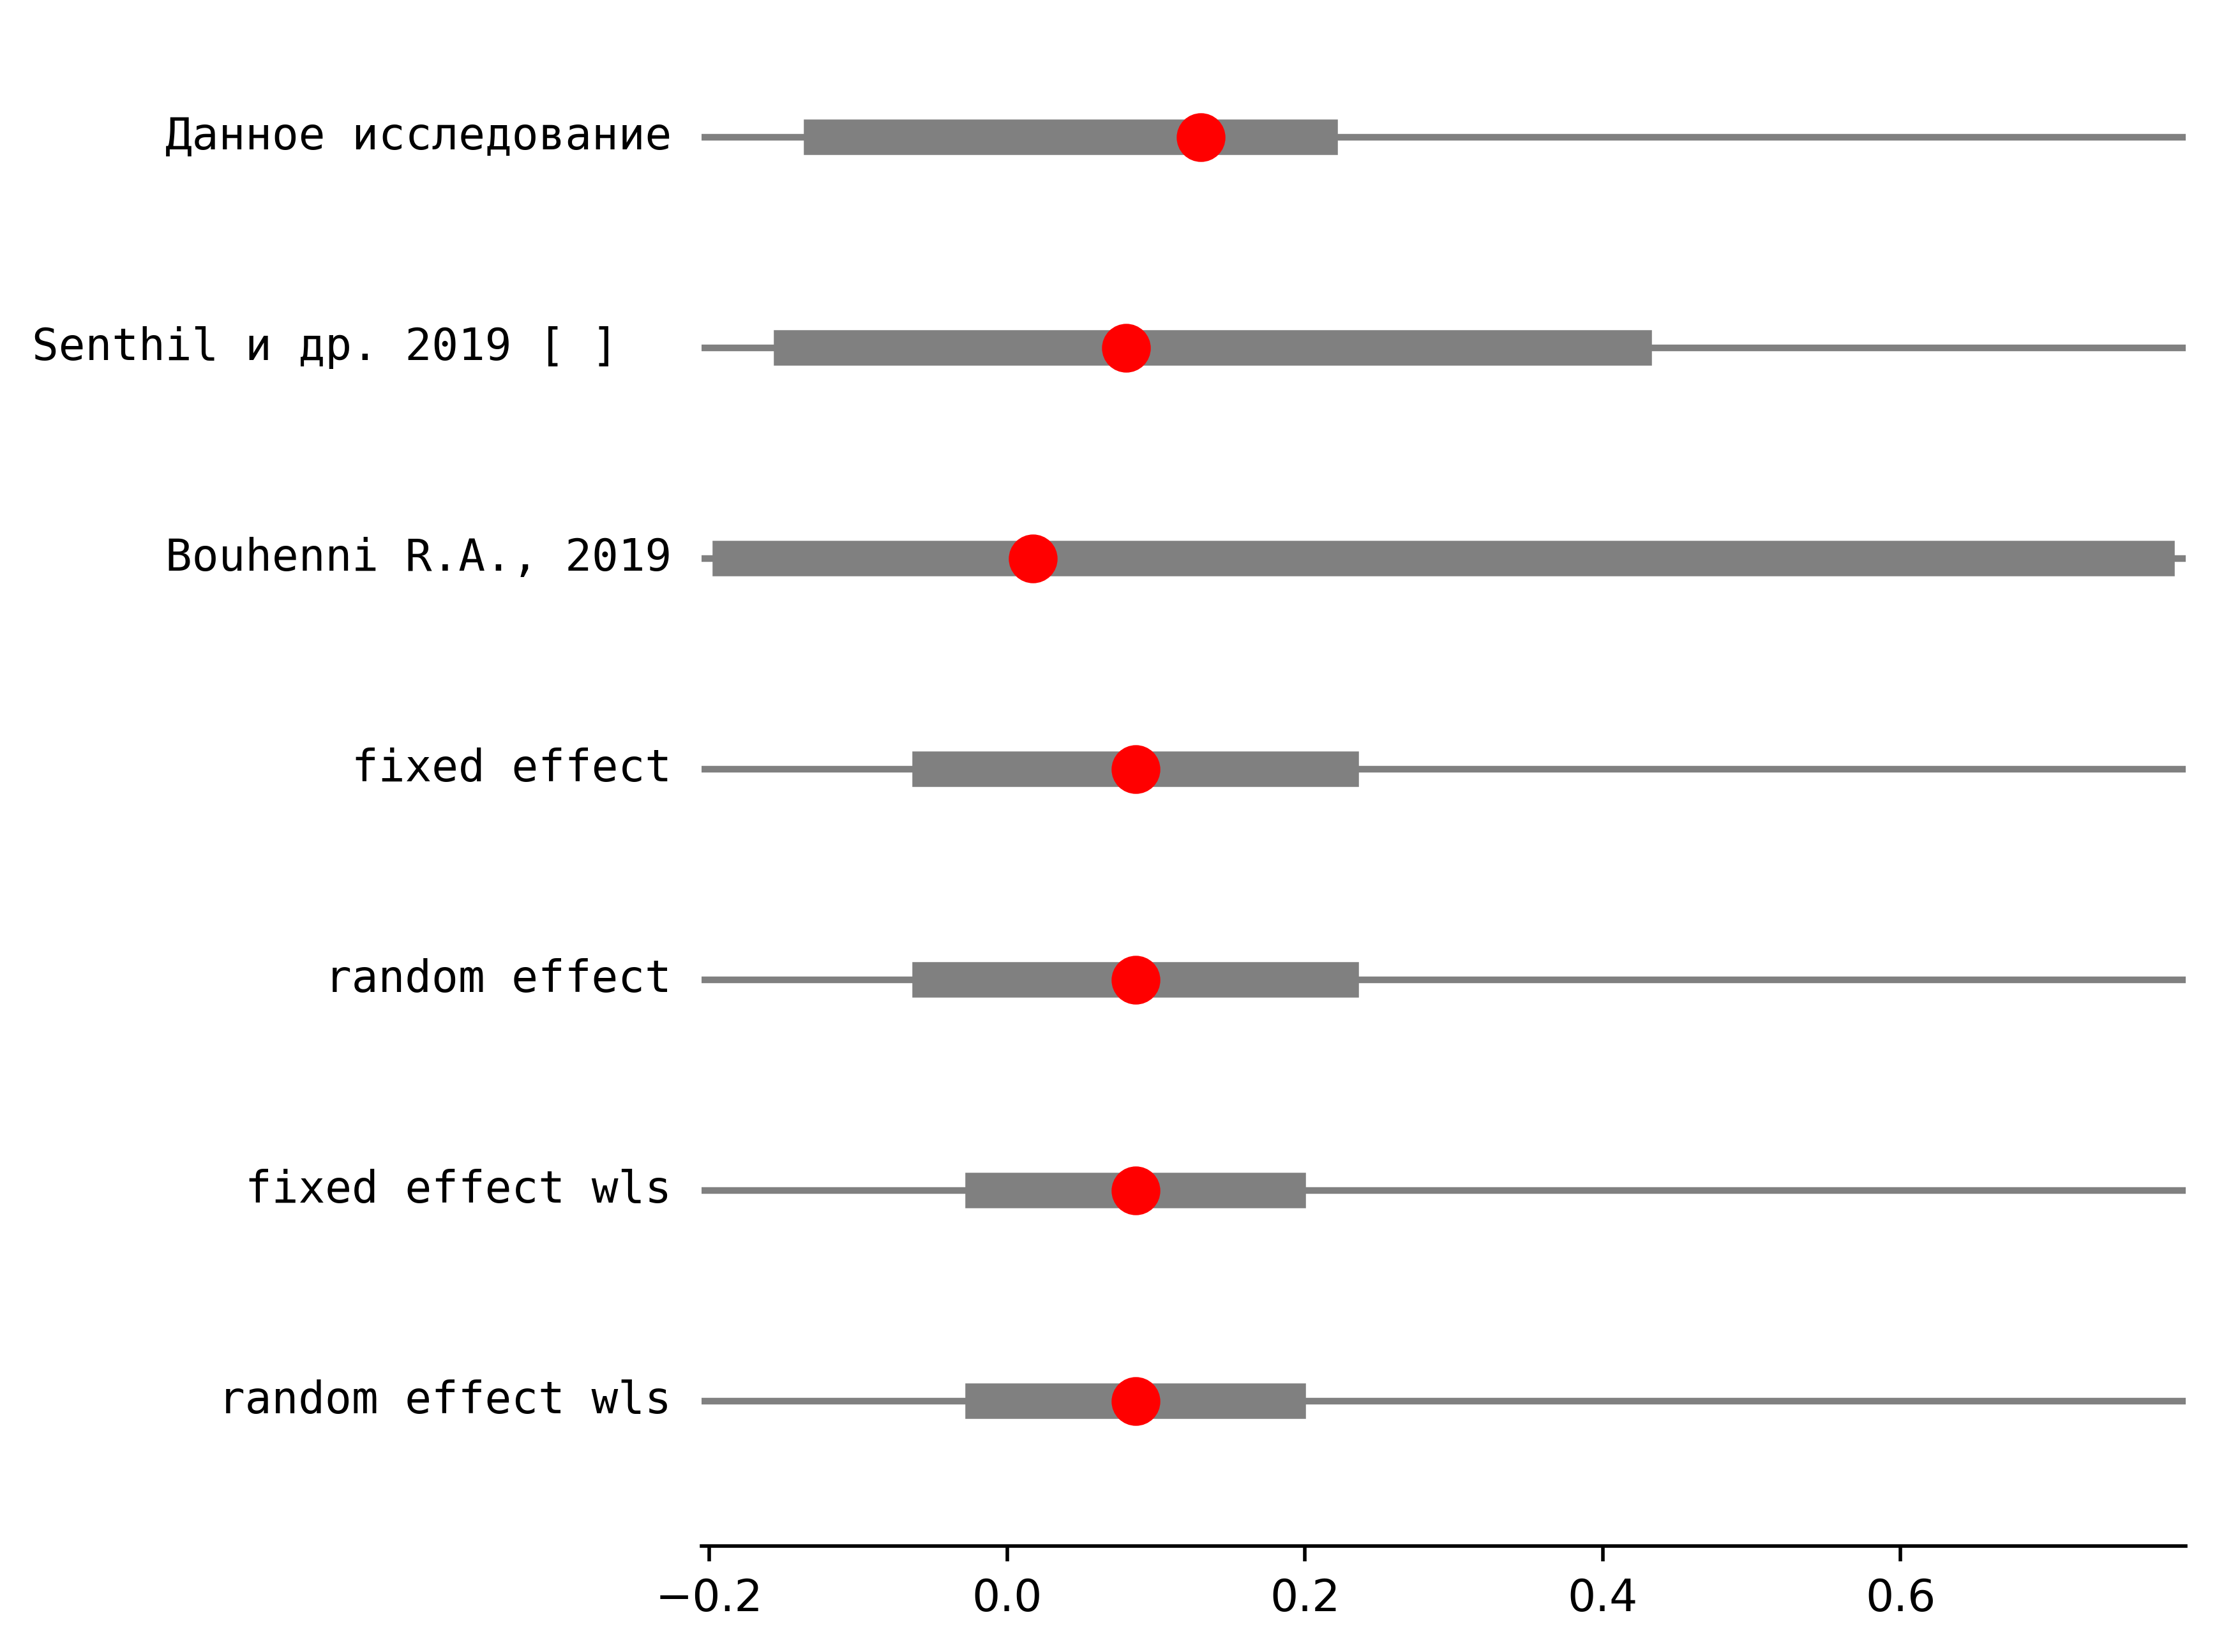 Данное исследование
Senthil и др. 2019 [ ]
Bouhenni R.A., 2019
fixed effect
random effect
fixed effect wls
random effect wls
−0.2 0.0 0.2 0.4 0.6